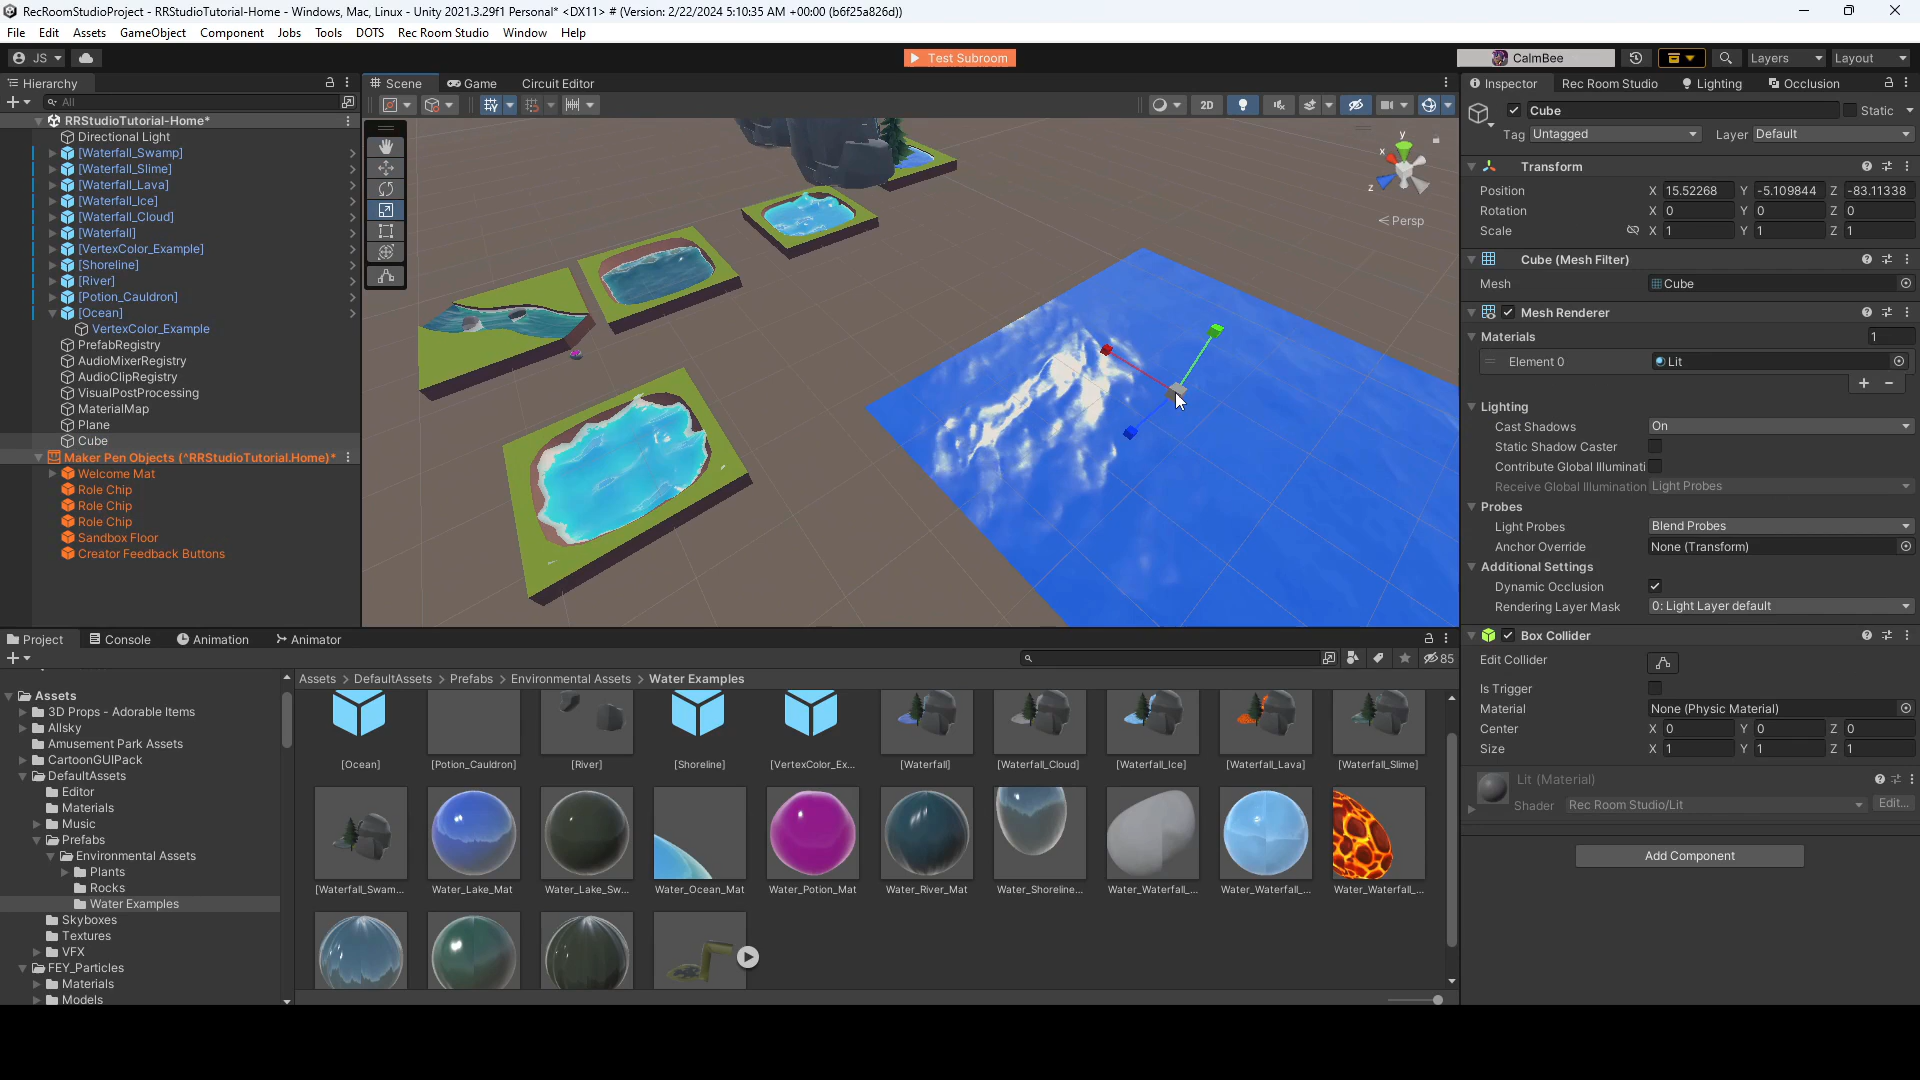 RecRoomStudioProject - RRStudioTutorial-Home - Windows, Mac, Linux - Unity 2021.3.29f1 Personal* <DX11> # (Version: 2/22/2024 5:10:35 AM +00:00 (b6f25a826d))
File Edit Assets GameObject Component Jobs Tools DOTS Rec Room Studio Window Help
JS Test Subroom CalmBee Layers Layout
Hierarchy
All
RRStudioTutorial-Home*
Directional Light
[Waterfall_Swamp]
[Waterfall_Slime]
[Waterfall_Lava]
[Waterfall_Ice]
[Waterfall_Cloud]
[Waterfall]
[VertexColor_Example]
[Shoreline]
[River]
[Potion_Cauldron]
[Ocean]
VertexColor_Example
PrefabRegistry
AudioMixerRegistry
AudioClipRegistry
VisualPostProcessing
MaterialMap
Plane
Cube
Maker Pen Objects (^RRStudioTutorial.Home)*
Welcome Mat
Role Chip
Role Chip
Role Chip
Sandbox Floor
Creator Feedback Buttons
Scene Game Circuit Editor
2D
y
x
z
Persp
Inspector Rec Room Studio Lighting Occlusion
Cube Static
Tag Untagged Layer Default
Transform
Position X 15.52268 Y -5.109844 Z -83.11338
Rotation X 0 Y 0 Z 0
Scale X 1 Y 1 Z 1
Cube (Mesh Filter)
Mesh Cube
Mesh Renderer
Materials 1
Element 0 Lit
Lighting
Cast Shadows On
Static Shadow Caster
Contribute Global Illuminati
Receive Global Illumination Light Probes
Probes
Light Probes Blend Probes
Anchor Override None (Transform)
Additional Settings
Dynamic Occlusion
Rendering Layer Mask 0: Light Layer default
Box Collider
Edit Collider
Is Trigger
Material None (Physic Material)
Center X 0 Y 0 Z 0
Size X 1 Y 1 Z 1
Lit (Material)
Shader Rec Room Studio/Lit Edit...
Add Component
Project Console Animation Animator
85
Assets
3D Props - Adorable Items
Allsky
Amusement Park Assets
CartoonGUIPack
DefaultAssets
Editor
Materials
Music
Prefabs
Environmental Assets
Plants
Rocks
Water Examples
Skyboxes
Textures
VFX
FEY_Particles
Materials
Models
Assets > DefaultAssets > Prefabs > Environmental Assets > Water Examples
[Ocean] [Potion_Cauldron] [River] [Shoreline] [VertexColor_Ex... [Waterfall] [Waterfall_Cloud] [Waterfall_Ice] [Waterfall_Lava] [Waterfall_Slime]
[Waterfall_Swam... Water_Lake_Mat Water_Lake_Sw... Water_Ocean_Mat Water_Potion_Mat Water_River_Mat Water_Shoreline... Water_Waterfall_... Water_Waterfall_... Water_Waterfall_...